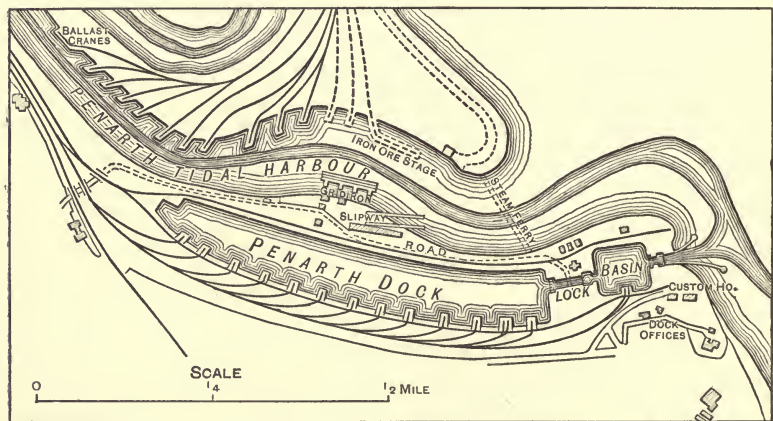 BALLAST
CRANES
PENARTH TIDAL HARBOUR
IRON ORE STAGE
GRIDIRON
SLIPWAY
STEAM FERRY
ROAD
PENARTH DOCK
LOCK
BASIN
CUSTOM HO.
DOCK
OFFICES
SCALE
0 1/4 1/2 MILE